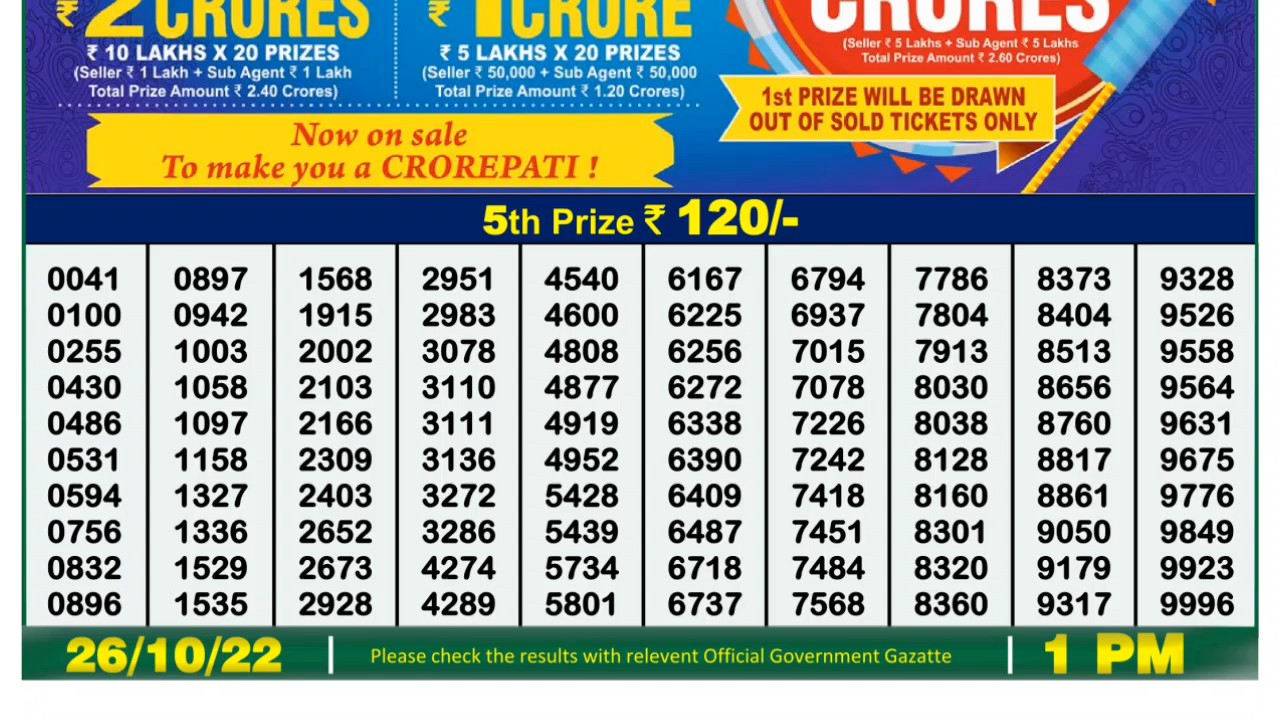 ₹ 2 CRORES
₹ 10 LAKHS X 20 PRIZES
(Seller ₹ 1 Lakh + Sub Agent ₹ 1 Lakh
Total Prize Amount ₹ 2.40 Crores)
₹ 1 CRORE
₹ 5 LAKHS X 20 PRIZES
(Seller ₹ 50,000 + Sub Agent ₹ 50,000
Total Prize Amount ₹ 1.20 Crores)
CRORES
(Seller ₹ 5 Lakhs + Sub Agent ₹ 5 Lakhs
Total Prize Amount ₹ 2.60 Crores)
1st PRIZE WILL BE DRAWN
OUT OF SOLD TICKETS ONLY
Now on sale
To make you a CROREPATI !
5th Prize ₹ 120/-
0041 0897 1568 2951 4540 6167 6794 7786 8373 9328
0100 0942 1915 2983 4600 6225 6937 7804 8404 9526
0255 1003 2002 3078 4808 6256 7015 7913 8513 9558
0430 1058 2103 3110 4877 6272 7078 8030 8656 9564
0486 1097 2166 3111 4919 6338 7226 8038 8760 9631
0531 1158 2309 3136 4952 6390 7242 8128 8817 9675
0594 1327 2403 3272 5428 6409 7418 8160 8861 9776
0756 1336 2652 3286 5439 6487 7451 8301 9050 9849
0832 1529 2673 4274 5734 6718 7484 8320 9179 9923
0896 1535 2928 4289 5801 6737 7568 8360 9317 9996
26/10/22 Please check the results with relevent Official Government Gazatte 1 PM